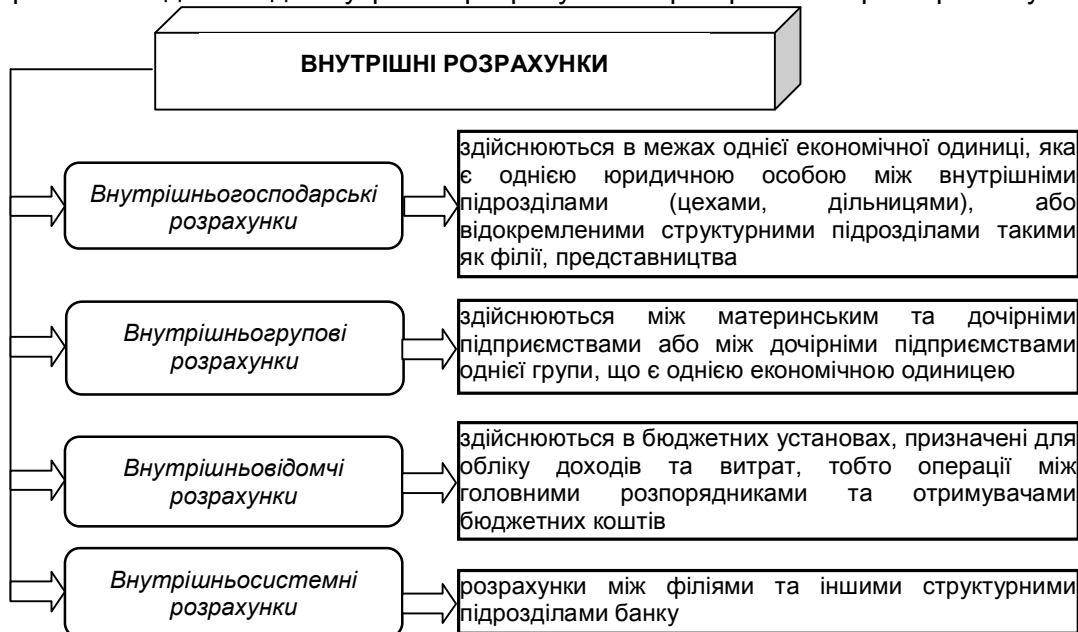 ВНУТРІШНІ РОЗРАХУНКИ
Внутрішньогосподарські
розрахунки
здійснюються в межах однієї економічної одиниці, яка
є однією юридичною особою між внутрішніми
підрозділами (цехами, дільницями), або
відокремленими структурними підрозділами такими
як філії, представництва
Внутрішньогрупові
розрахунки
здійснюються між материнським та дочірніми
підприємствами або між дочірніми підприємствами
однієї групи, що є однією економічною одиницею
Внутрішньовідомчі
розрахунки
здійснюються в бюджетних установах, призначені для
обліку доходів та витрат, тобто операції між
головними розпорядниками та отримувачами
бюджетних коштів
Внутрішньосистемні
розрахунки
розрахунки між філіями та іншими структурними
підрозділами банку